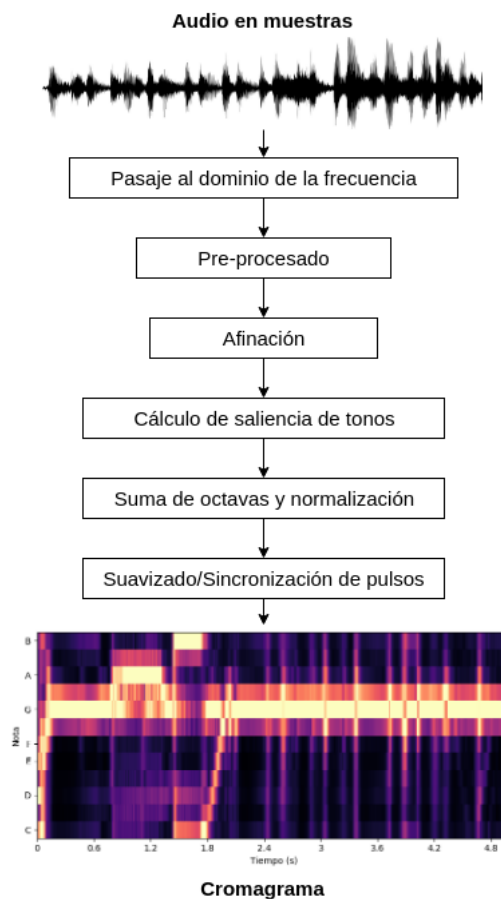 Audio en muestras
Pasaje al dominio de la frecuencia
Pre-procesado
Afinación
Cálculo de saliencia de tonos
Suma de octavas y normalización
Suavizado/Sincronización de pulsos
B
A
G
F
D
C
Nota
0 0.6 1.2 1.8 2.4 3.0 3.6 4.2 4.8
Tiempo (s)
Cromagrama